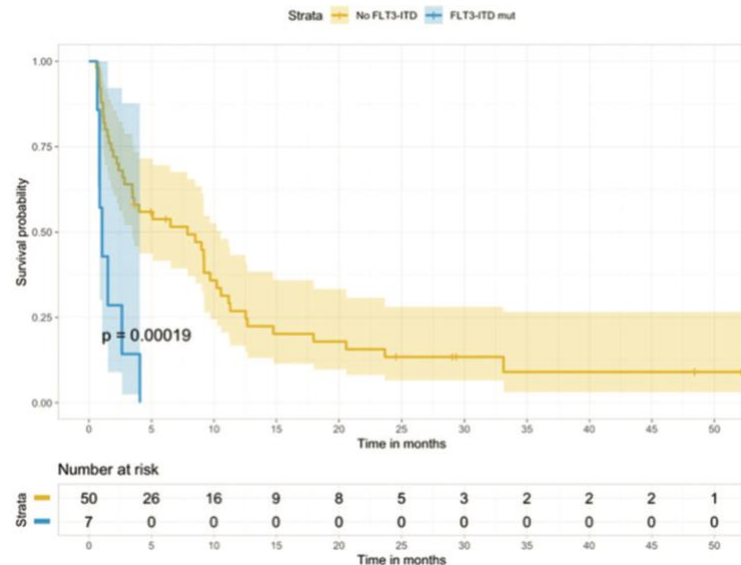 Strata No FLT3-ITD FLT3-ITD mut
Survival probability
1.00
0.75
0.50
0.25
0.00
p = 0.00019
0 5 10 15 20 25 30 35 40 45 50
Time in months
Number at risk
Strata
50 26 16 9 8 5 3 2 2 2 1
7 0 0 0 0 0 0 0 0 0 0
0 5 10 15 20 25 30 35 40 45 50
Time in months